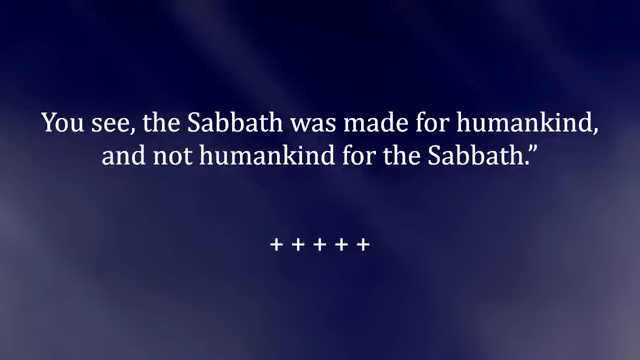 You see, the Sabbath was made for humankind,
and not humankind for the Sabbath.”
+ + + + +